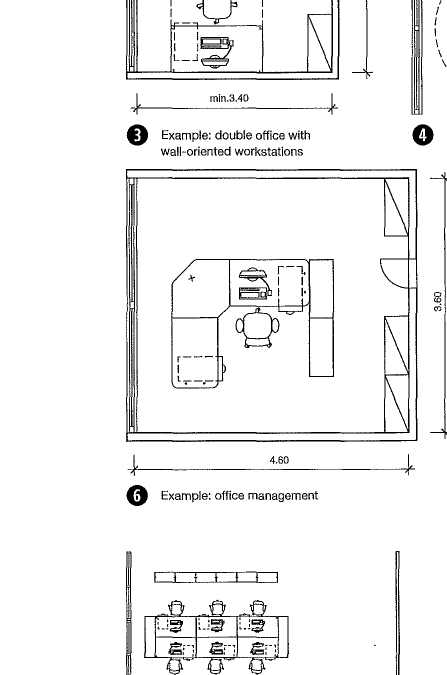 min.3.40
3 Example: double office with
wall-oriented workstations
4
3.60
4.60
6 Example: office management